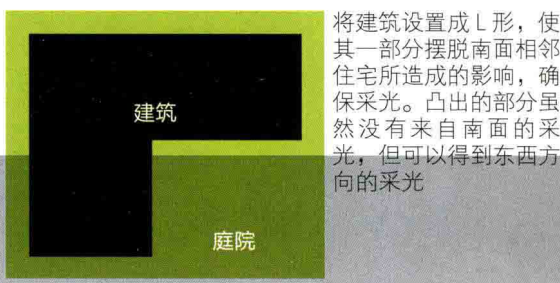 将建筑设置成L形，使
其一部分摆脱南面相邻
住宅所造成的影响，确
保采光。凸出的部分虽
然没有来自南面的采
光，但可以得到东西方
向的采光
建筑
庭院